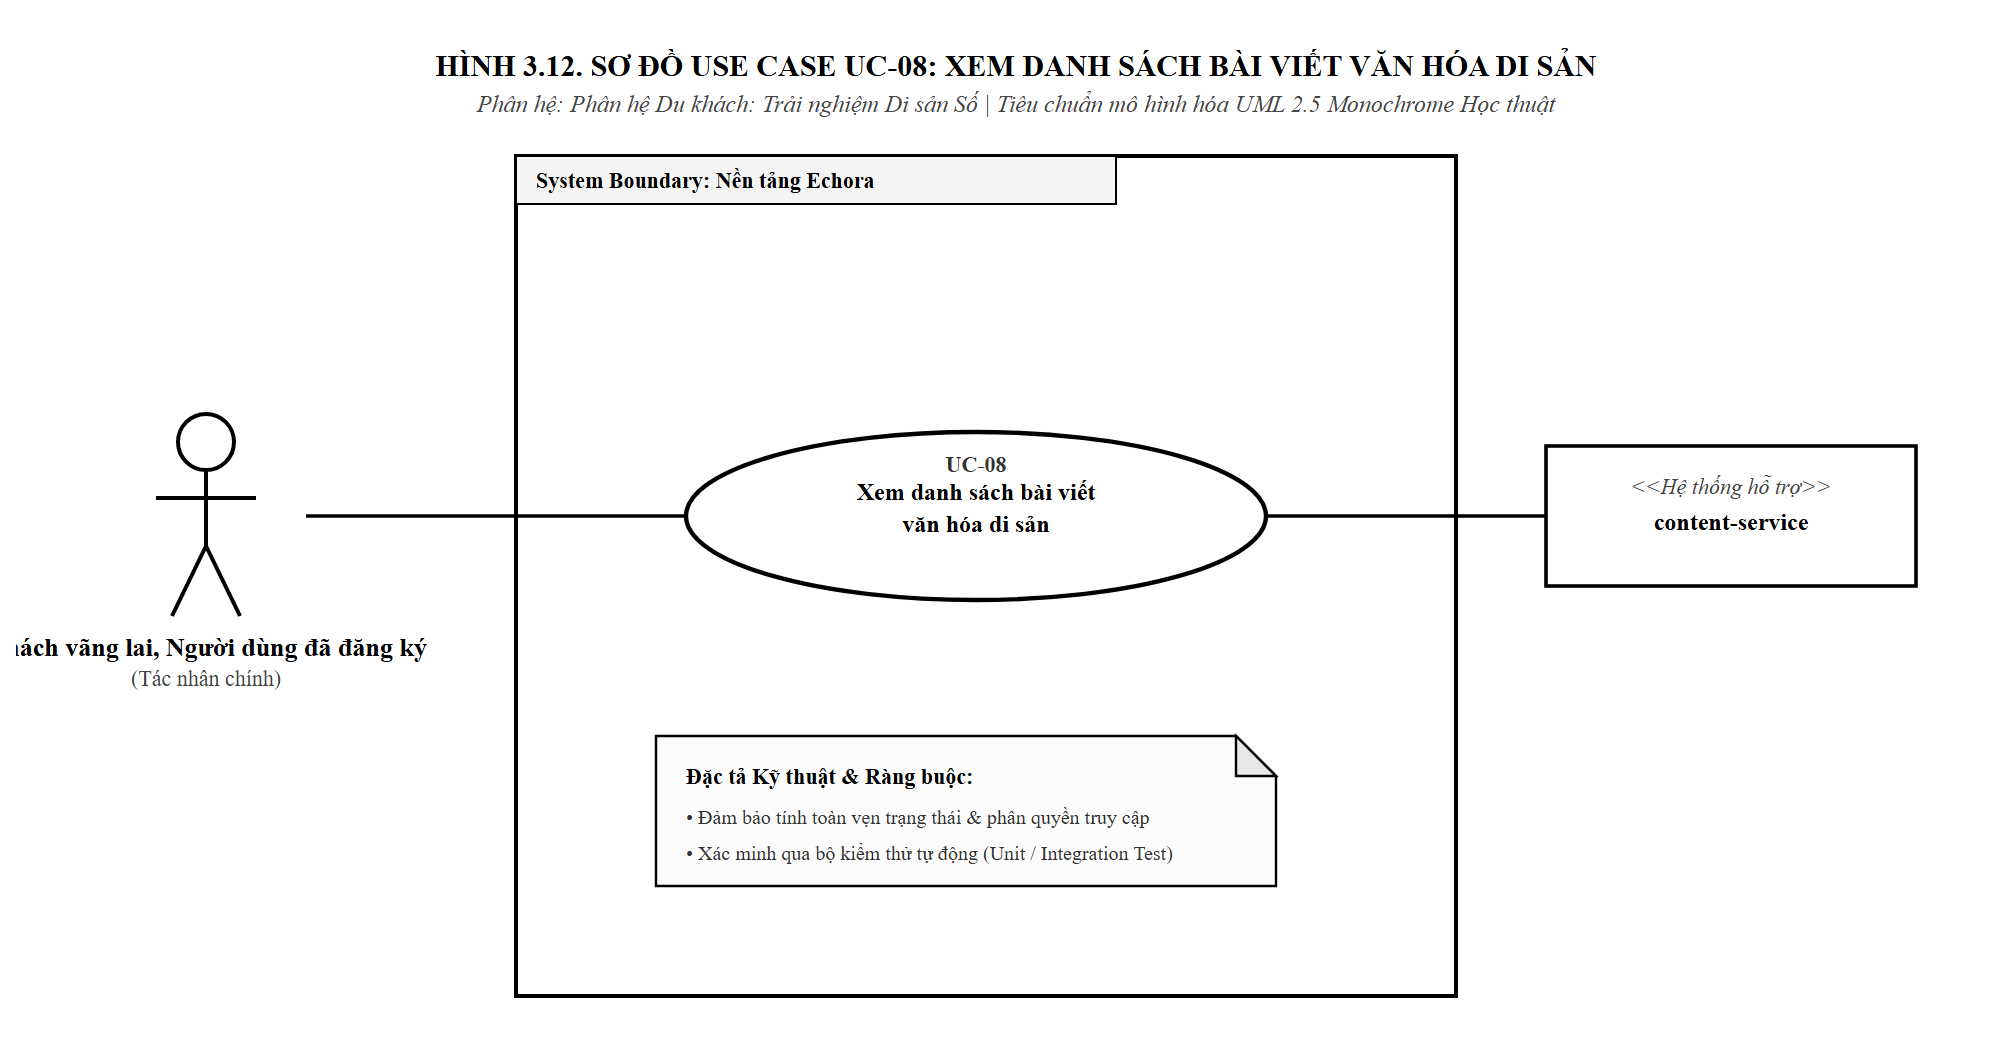 HÌNH 3.12. SƠ ĐỒ USE CASE UC-08: XEM DANH SÁCH BÀI VIẾT VĂN HÓA DI SẢN
Phân hệ: Phân hệ Du khách: Trải nghiệm Di sản Số | Tiêu chuẩn mô hình hóa UML 2.5 Monochrome Học thuật
System Boundary: Nền tảng Echora
UC-08
Xem danh sách bài viết
văn hóa di sản
<<Hệ thống hỗ trợ>>
content-service
vãng lai, Người dùng đã đăng ký
(Tác nhân chính)
Đặc tả Kỹ thuật & Ràng buộc:
• Đảm bảo tính toàn vẹn trạng thái & phân quyền truy cập
• Xác minh qua bộ kiểm thử tự động (Unit / Integration Test)